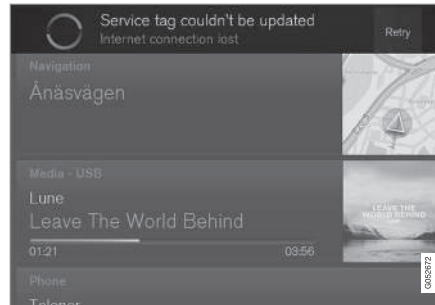 Service tag couldn't be updated
Internet connection lost
Retry
Navigation
Ånäsvägen
Media - USB
Lune
Leave The World Behind
01:21
03:56
LEAVE THE
WORLD BEHIND
Phone
Telenor
G052672